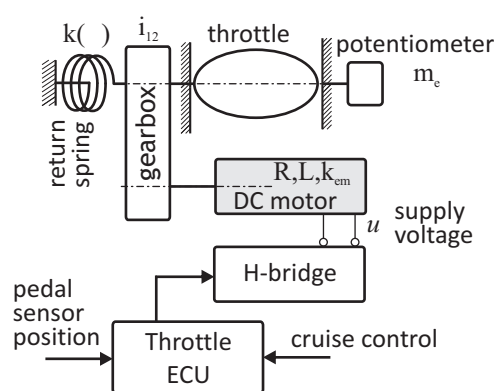 k( )
i₁₂
throttle
potentiometer
mₑ
return
spring
gearbox
R,L,kₑₘ
DC motor
u
supply
voltage
H-bridge
pedal
sensor
position
Throttle
ECU
cruise control